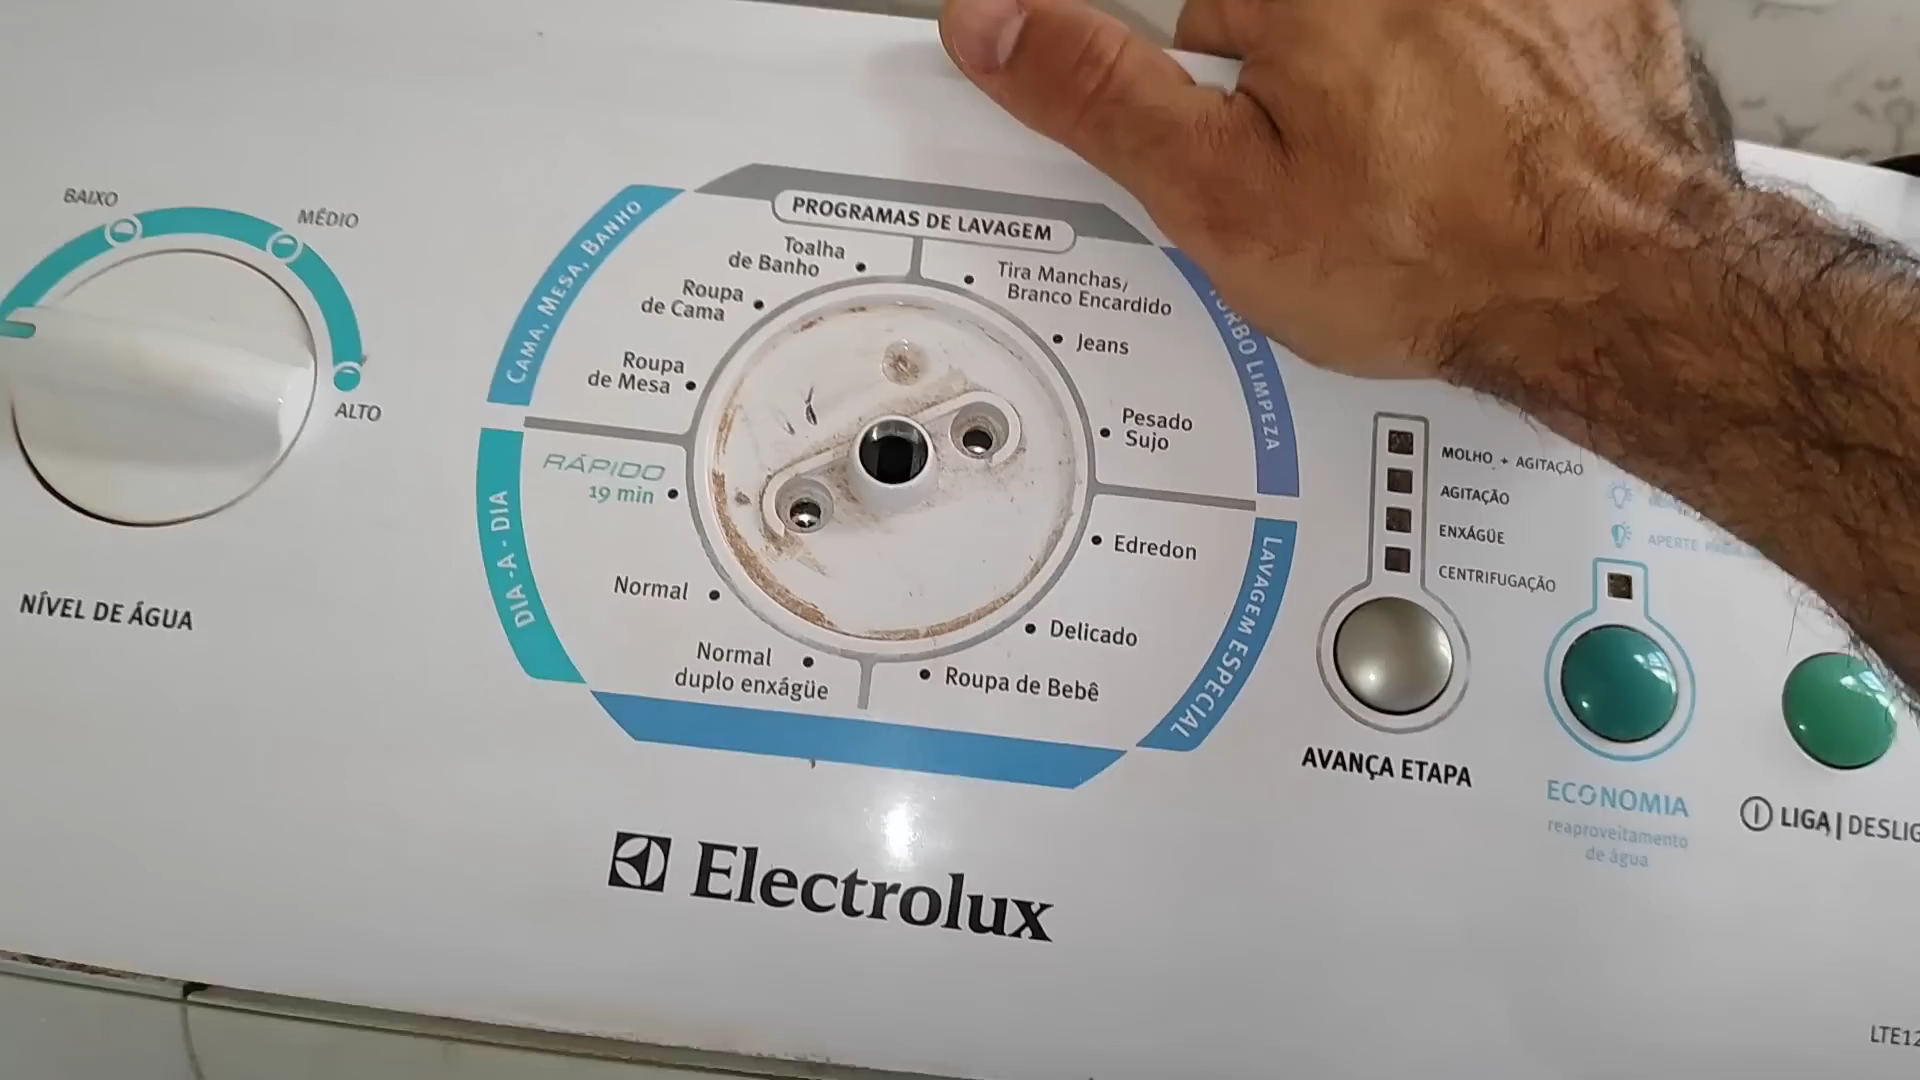 BAIXO
MÉDIO
ALTO
NÍVEL DE ÁGUA
PROGRAMAS DE LAVAGEM
CAMA, MESA, BANHO
Toalha
de Banho
Roupa
de Cama
Roupa
de Mesa
Tira Manchas/
Branco Encardido
Jeans
Pesado
Sujo
TURBO LIMPEZA
DIA-A-DIA
RÁPIDO
19 min
Normal
Normal
duplo enxágüe
Edredon
Delicado
Roupa de Bebê
LAVAGEM ESPECIAL
MOLHO + AGITAÇÃO
AGITAÇÃO
ENXÁGÜE
CENTRIFUGAÇÃO
AVANÇA ETAPA
APERTE
ECONOMIA
reaproveitamento
de água
LIGA|DESLIG
Electrolux
LTE12